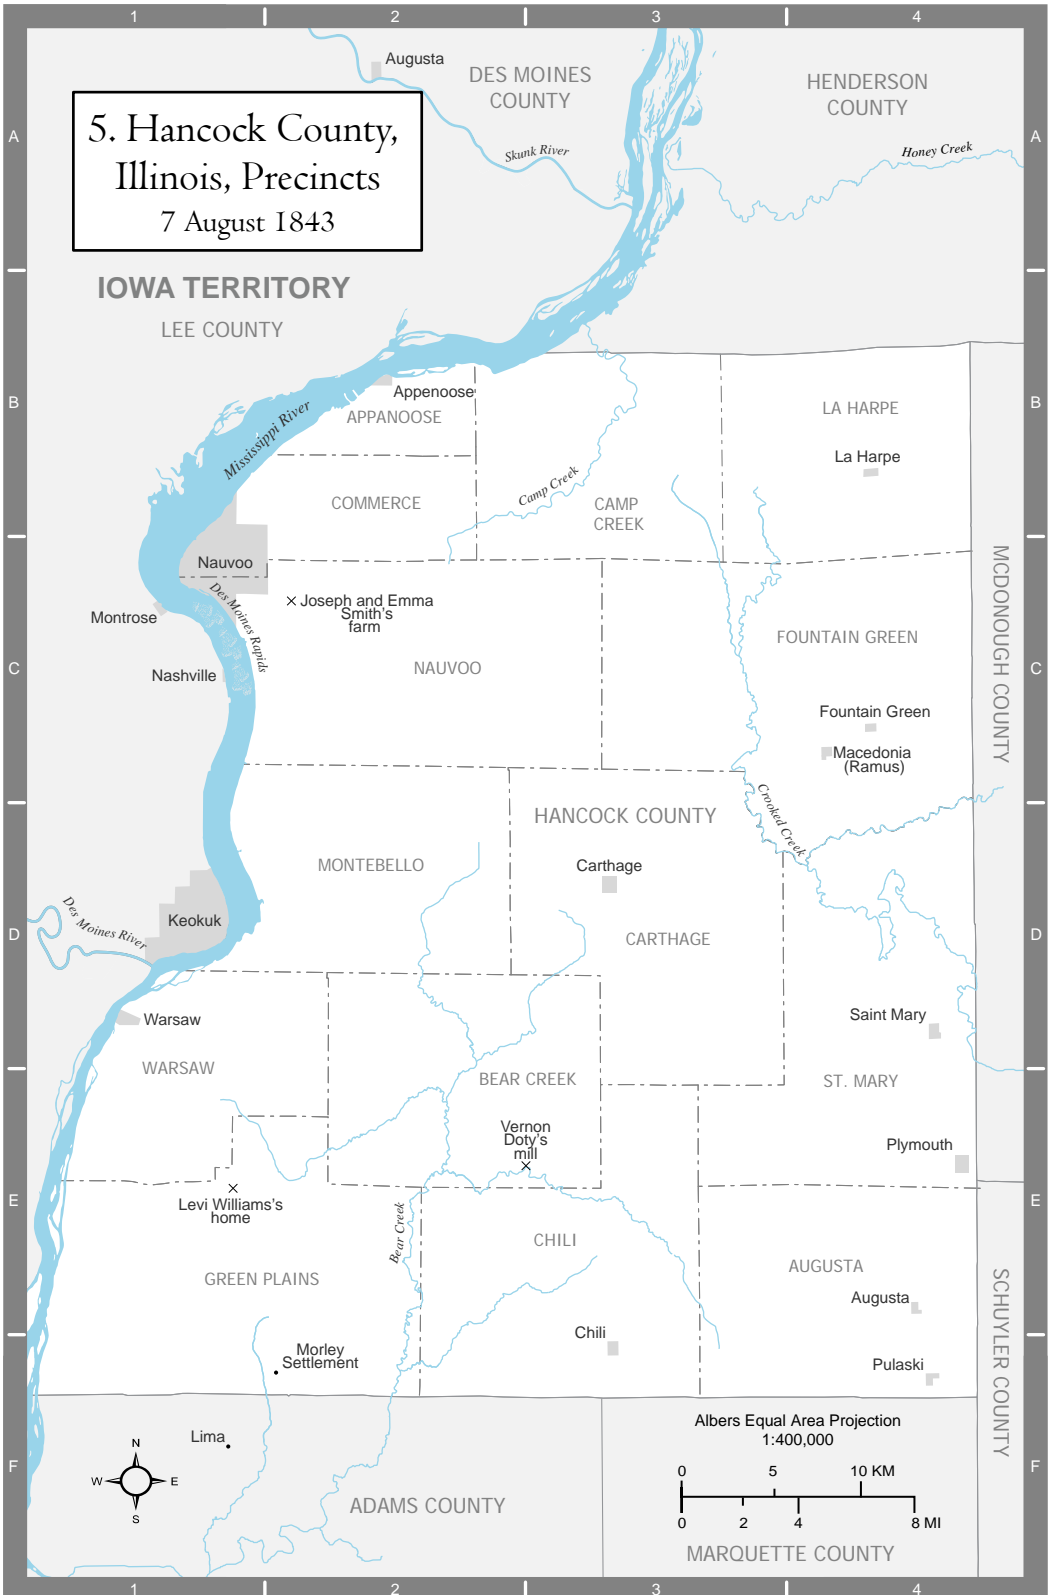 1
2
3
4
Augusta
DES MOINES
COUNTY
HENDERSON
COUNTY
5. Hancock County,
Illinois, Precincts
7 August 1843
A
A
Skunk River
Honey Creek
IOWA TERRITORY
LEE COUNTY
B
B
Appenoose
APPANOOSE
LA HARPE
Mississippi River
La Harpe
COMMERCE
Camp Creek
CAMP
CREEK
Nauvoo
Des Moines Rapids
Joseph and Emma
Smith's
farm
Montrose
FOUNTAIN GREEN
MCDONOUGH COUNTY
C
C
NAUVOO
Nashville
Fountain Green
Macedonia
(Ramus)
Crooked Creek
HANCOCK COUNTY
MONTEBELLO
Carthage
Des Moines River
Keokuk
D
D
CARTHAGE
Warsaw
Saint Mary
WARSAW
BEAR CREEK
ST. MARY
Vernon
Doty's
mill
Plymouth
E
E
Levi Williams's
home
Bear Creek
CHILI
GREEN PLAINS
AUGUSTA
Augusta
SCHUYLER COUNTY
Chili
Morley
Settlement
Pulaski
Albers Equal Area Projection
1:400,000
Lima
N
W
E
S
F
F
0
5
10 KM
0
2
4
8 MI
ADAMS COUNTY
MARQUETTE COUNTY
1
2
3
4